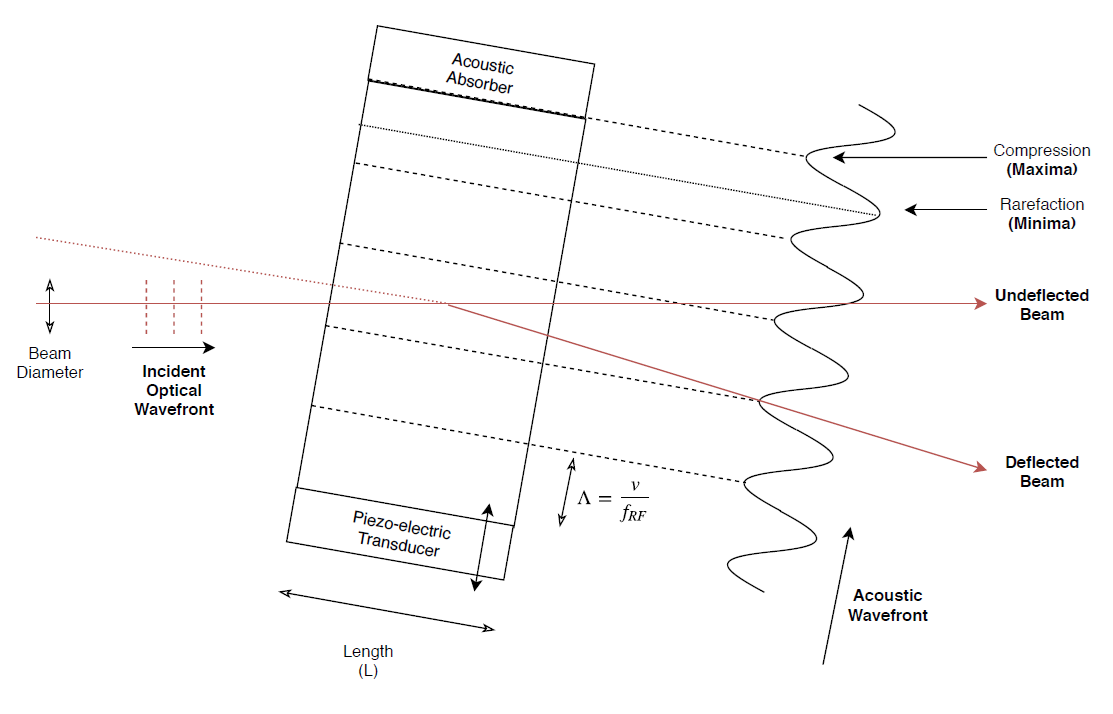 Acoustic
Absorber
Compression
(Maxima)
Rarefaction
(Minima)
Undeflected
Beam
Beam
Diameter
Incident
Optical
Wavefront
Deflected
Beam
Λ = v / f_RF
Piezo-electric
Transducer
Acoustic
Wavefront
Length
(L)